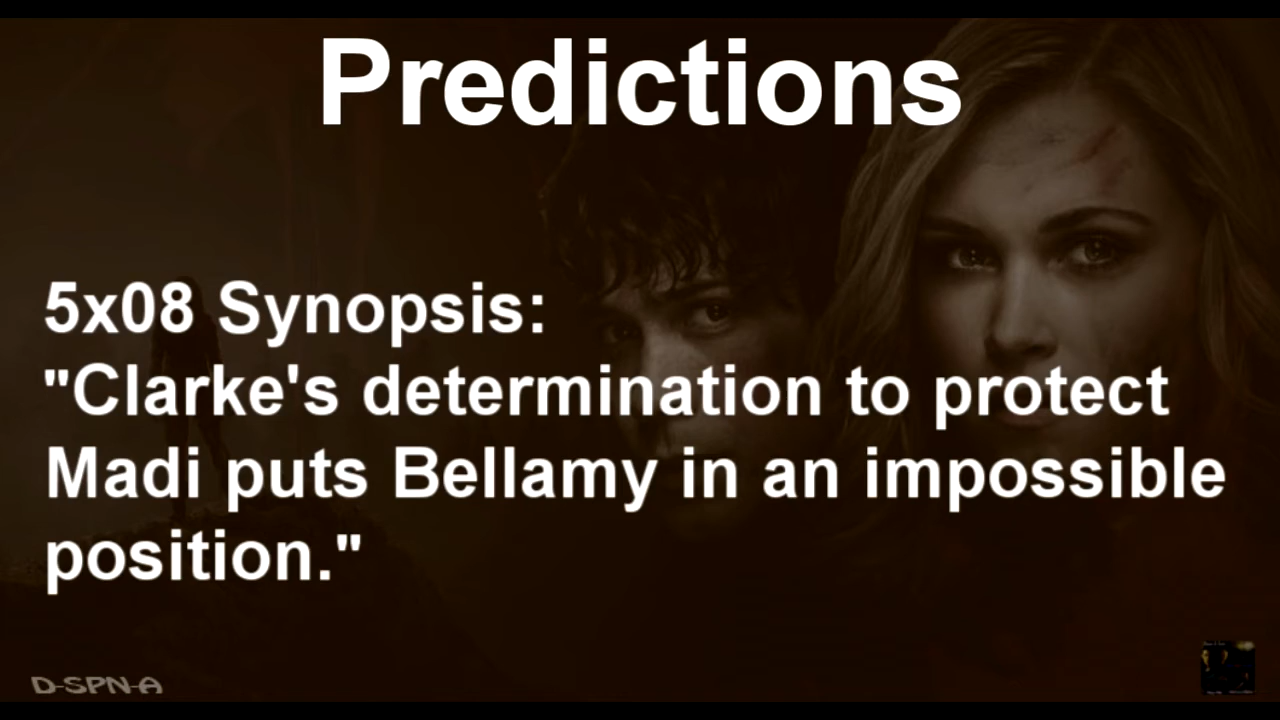 Predictions
5x08 Synopsis:
"Clarke's determination to protect
Madi puts Bellamy in an impossible
position."
D-SPN-A